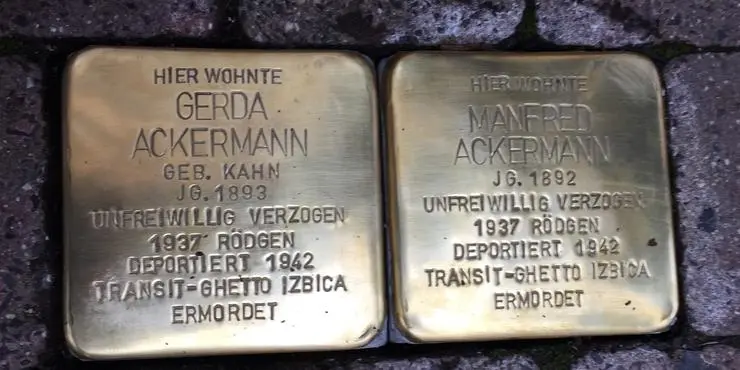 HIER WOHNTE
GERDA
ACKERMANN
GEB. KAHN
JG. 1893
UNFREIWILLIG VERZOGEN
1937 RÖDGEN
DEPORTIERT 1942
TRANSIT-GHETTO IZBICA
ERMORDET
HIER WOHNTE
MANFRED
ACKERMANN
JG. 1892
UNFREIWILLIG VERZOGEN
1937 RÖDGEN
DEPORTIERT 1942
TRANSIT-GHETTO IZBICA
ERMORDET